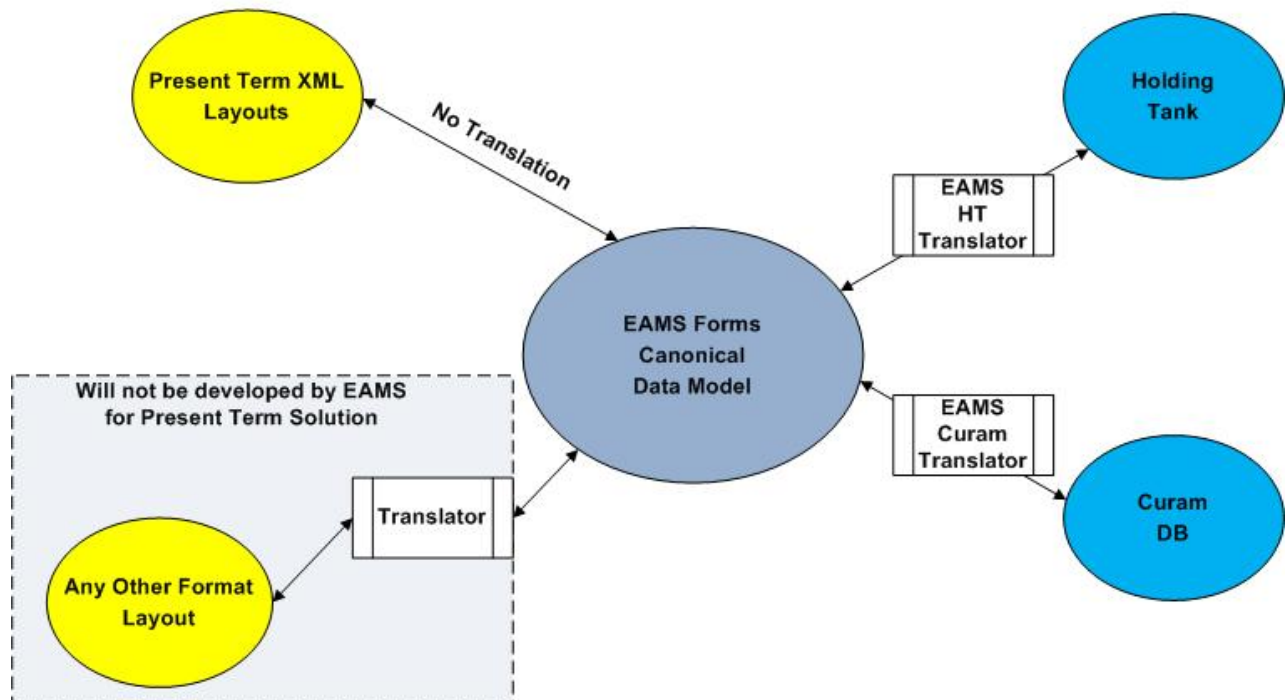 Present Term XML
Layouts
No Translation
Holding
Tank
EAMS
HT
Translator
EAMS Forms
Canonical
Data Model
EAMS
Curam
Translator
Curam
DB
Will not be developed by EAMS
for Present Term Solution
Translator
Any Other Format
Layout